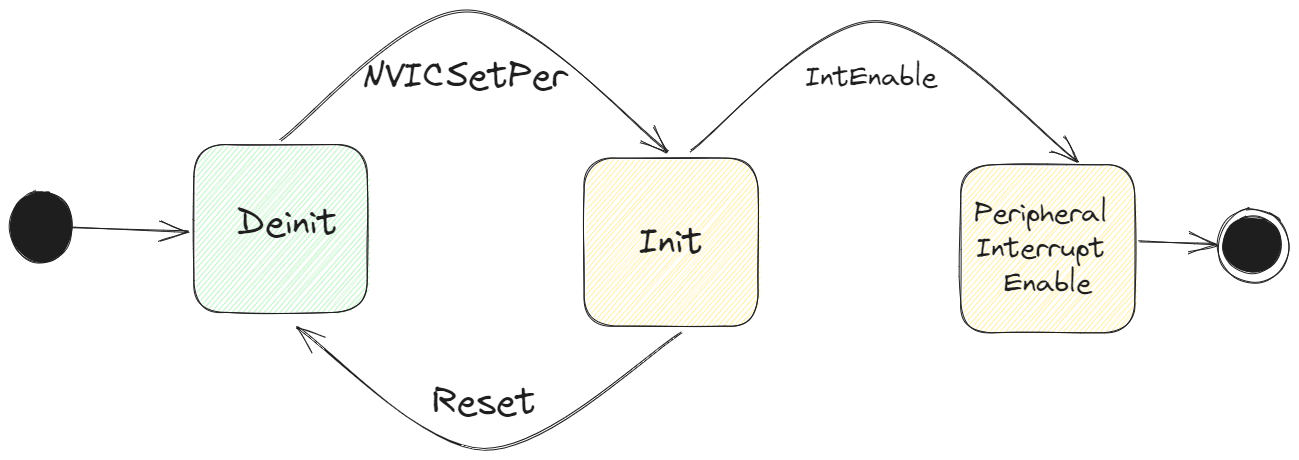 NVICSetPer
IntEnable
Deinit
Init
Peripheral
Interrupt
Enable
Reset